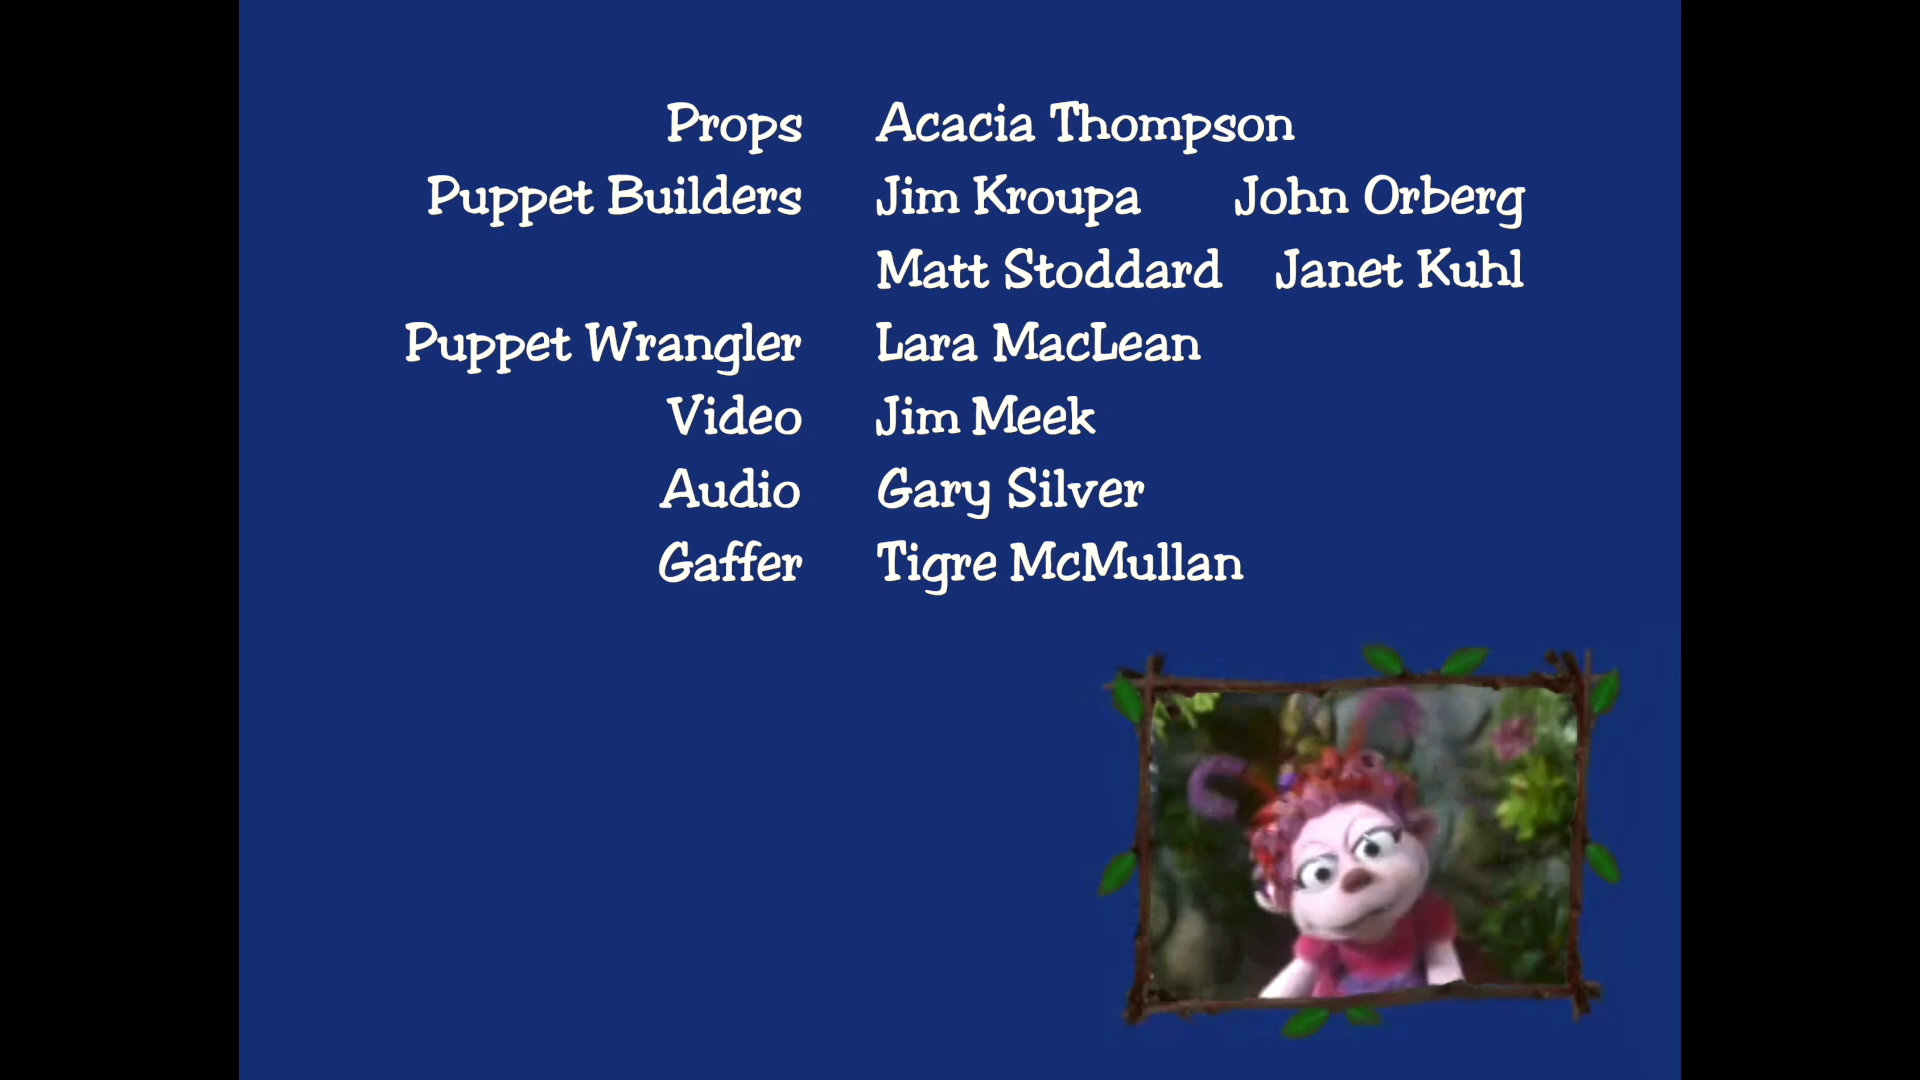 Props Acacia Thompson
Puppet Builders Jim Kroupa John Orberg
Matt Stoddard Janet Kuhl
Puppet Wrangler Lara MacLean
Video Jim Meek
Audio Gary Silver
Gaffer Tigre McMullan